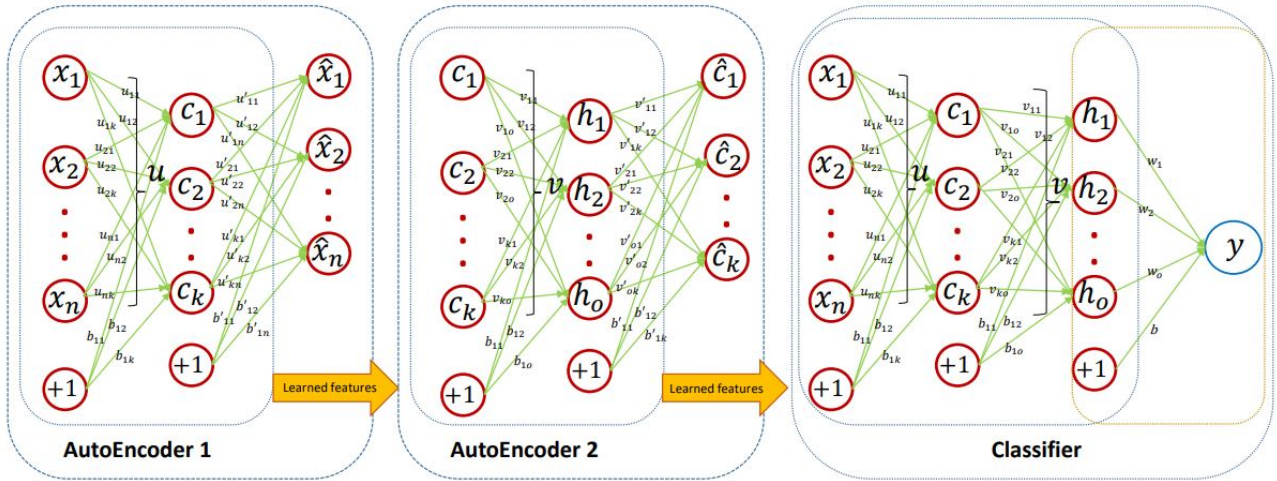 x₁
x₂
xₙ
+1
u₁₁
u₁₂
u₁ₖ
u₂₁
u₂₂
u₂ₖ
uₙ₁
uₙ₂
uₙₖ
b₁₁
b₁₂
b₁ₖ
u
c₁
c₂
cₖ
+1
u'₁₁
u'₁₂
u'₁ₙ
u'₂₁
u'₂₂
u'₂ₙ
u'ₖ₁
u'ₖ₂
u'ₖₙ
b'₁₁
b'₁₂
b'₁ₙ
x̂₁
x̂₂
x̂ₙ
AutoEncoder 1
Learned features
c₁
c₂
cₖ
+1
v₁₁
v₁₂
v₁ₒ
v₂₁
v₂₂
v₂ₒ
vₖ₁
vₖ₂
vₖₒ
b₁₁
b₁₂
b₁ₒ
v
h₁
h₂
hₒ
+1
v'₁₁
v'₁₂
v'₁ₖ
v'₂₁
v'₂₂
v'₂ₖ
v'ₒ₁
v'ₒ₂
v'ₒₖ
b'₁₁
b'₁₂
b'₁ₖ
ĉ₁
ĉ₂
ĉₖ
AutoEncoder 2
Learned features
x₁
x₂
xₙ
+1
u₁₁
u₁₂
u₁ₖ
u₂₁
u₂₂
u₂ₖ
uₙ₁
uₙ₂
uₙₖ
b₁₁
b₁₂
b₁ₖ
u
c₁
c₂
cₖ
+1
v₁₁
v₁₂
v₁ₒ
v₂₁
v₂₂
v₂ₒ
vₖ₁
vₖ₂
vₖₒ
b₁₁
b₁₂
b₁ₒ
v
h₁
h₂
hₒ
+1
w₁
w₂
wₒ
b
y
Classifier